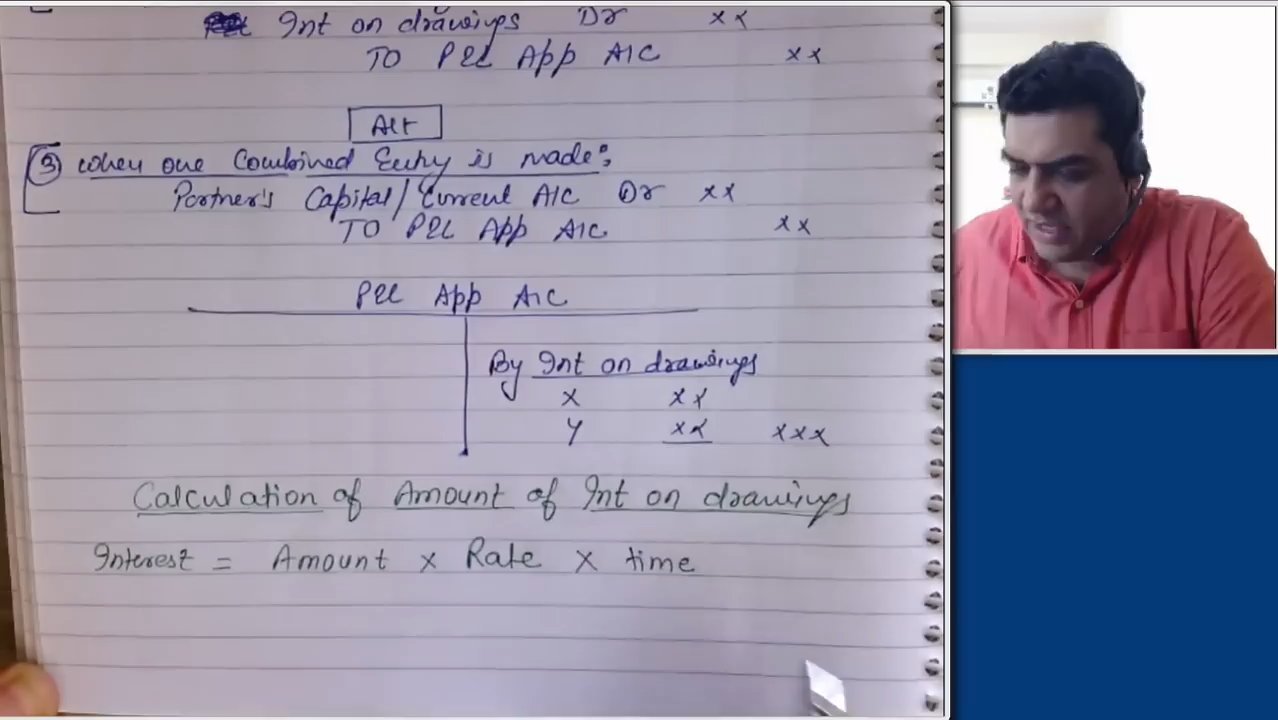 Int on drawings Dr xx
TO P&L App A/C xx
Alt
③ When one Combined Entry is made:
Partner's Capital/Current A/C Dr xx
TO P&L App A/C xx
P&L App A/C
By Int on drawings
X xx
Y xx xxx
Calculation of Amount of Int on drawings
Interest = Amount x Rate x time